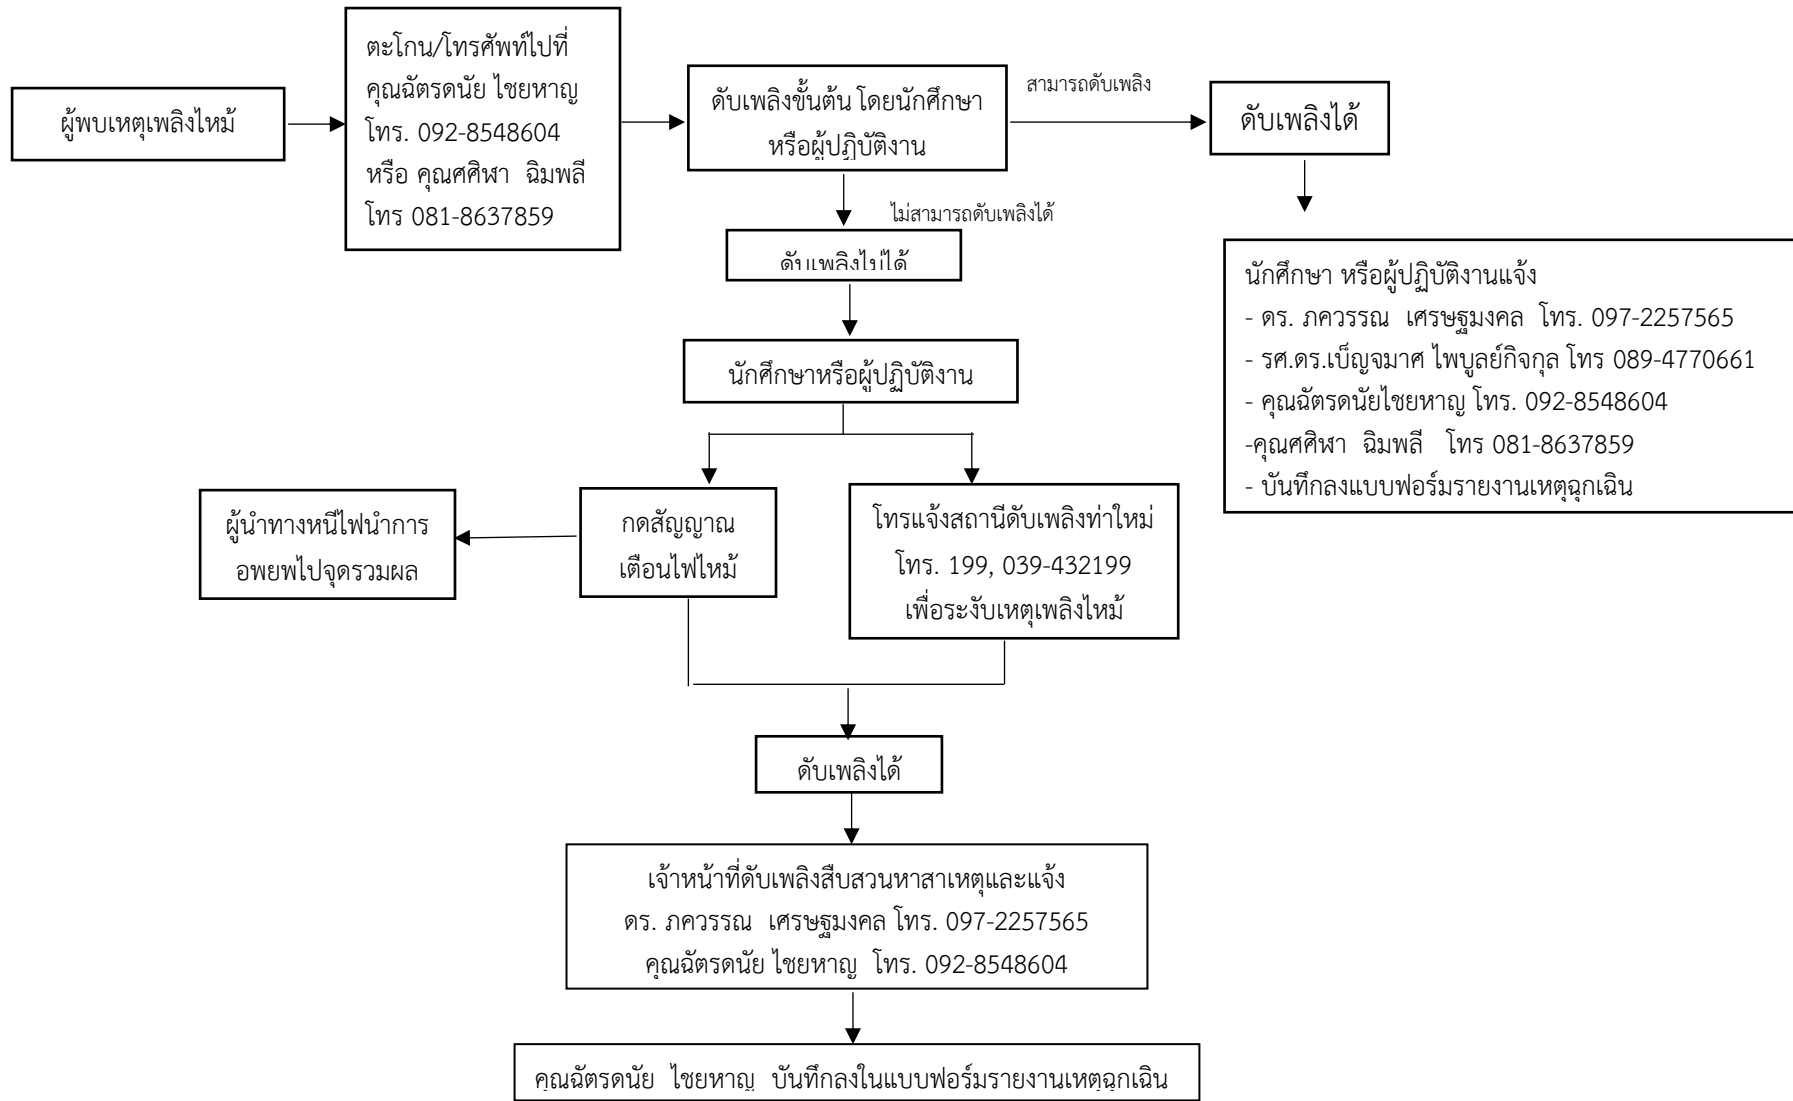 ผู้พบเหตุเพลิงไหม้
ตะโกน/โทรศัพท์ไปที่
คุณฉัตรดนัย ไชยหาญ
โทร. 092-8548604
หรือ คุณศศิฬา  ฉิมพลี
โทร 081-8637859
ดับเพลิงขั้นต้น โดยนักศึกษา
หรือผู้ปฏิบัติงาน
สามารถดับเพลิง
ดับเพลิงได้
ไม่สามารถดับเพลิงได้
ดับเพลิงไม่ได้
นักศึกษา หรือผู้ปฏิบัติงานแจ้ง
- ดร. ภควรรณ  เศรษฐมงคล  โทร. 097-2257565
- รศ.ดร.เบ็ญจมาศ ไพบูลย์กิจกุล โทร 089-4770661
- คุณฉัตรดนัยไชยหาญ โทร. 092-8548604
-คุณศศิฬา  ฉิมพลี   โทร 081-8637859
- บันทึกลงแบบฟอร์มรายงานเหตุฉุกเฉิน
นักศึกษาหรือผู้ปฏิบัติงาน
ผู้นำทางหนีไฟนำการ
อพยพไปจุดรวมผล
กดสัญญาณ
เตือนไฟไหม้
โทรแจ้งสถานีดับเพลิงท่าใหม่
โทร. 199, 039-432199
เพื่อระงับเหตุเพลิงไหม้
ดับเพลิงได้
เจ้าหน้าที่ดับเพลิงสืบสวนหาสาเหตุและแจ้ง
ดร. ภควรรณ  เศรษฐมงคล โทร. 097-2257565
คุณฉัตรดนัย ไชยหาญ  โทร. 092-8548604
คุณฉัตรดนัย  ไชยหาญ  บันทึกลงในแบบฟอร์มรายงานเหตุฉุกเฉิน